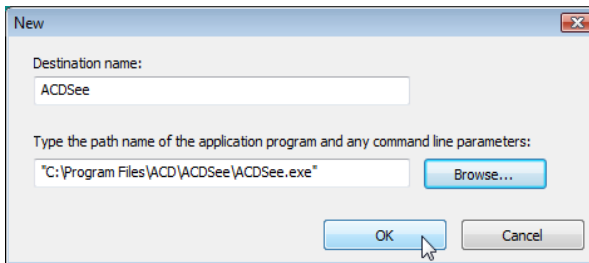 New
Destination name:
ACDSee
Type the path name of the application program and any command line parameters:
"C:\Program Files\ACD\ACDSee\ACDSee.exe"
Browse...
OK
Cancel